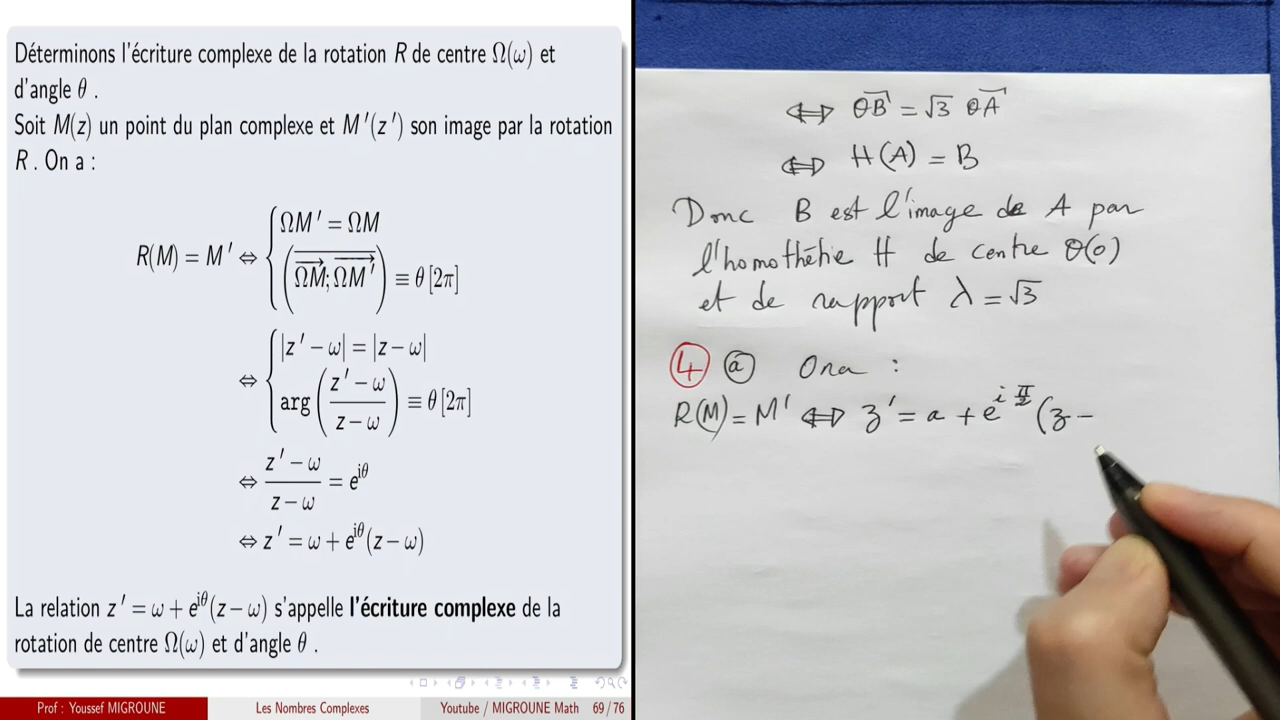 Déterminons l'écriture complexe de la rotation R de centre Ω(ω) et
d'angle θ .
Soit M(z) un point du plan complexe et M'(z') son image par la rotation
R . On a :
R(M) = M' ⇔ { ΩM' = ΩM
(ΩM→; ΩM'→) ≡ θ [2π]
⇔ { |z' − ω| = |z − ω|
arg((z' − ω)/(z − ω)) ≡ θ [2π]
⇔ (z' − ω)/(z − ω) = e^{iθ}
⇔ z' = ω + e^{iθ}(z − ω)
La relation z' = ω + e^{iθ}(z − ω) s'appelle l'écriture complexe de la
rotation de centre Ω(ω) et d'angle θ .
Prof : Youssef MIGROUNE
Les Nombres Complexes
Youtube / MIGROUNE Math 69 / 76
⇔ OB→ = √3 OA→
⇔ H(A) = B
Donc B est l'image de A par
l'homothétie H de centre O(0)
et de rapport λ = √3
4 a On a :
R(M) = M' ⇔ z' = a + e^{iπ/2}(z −